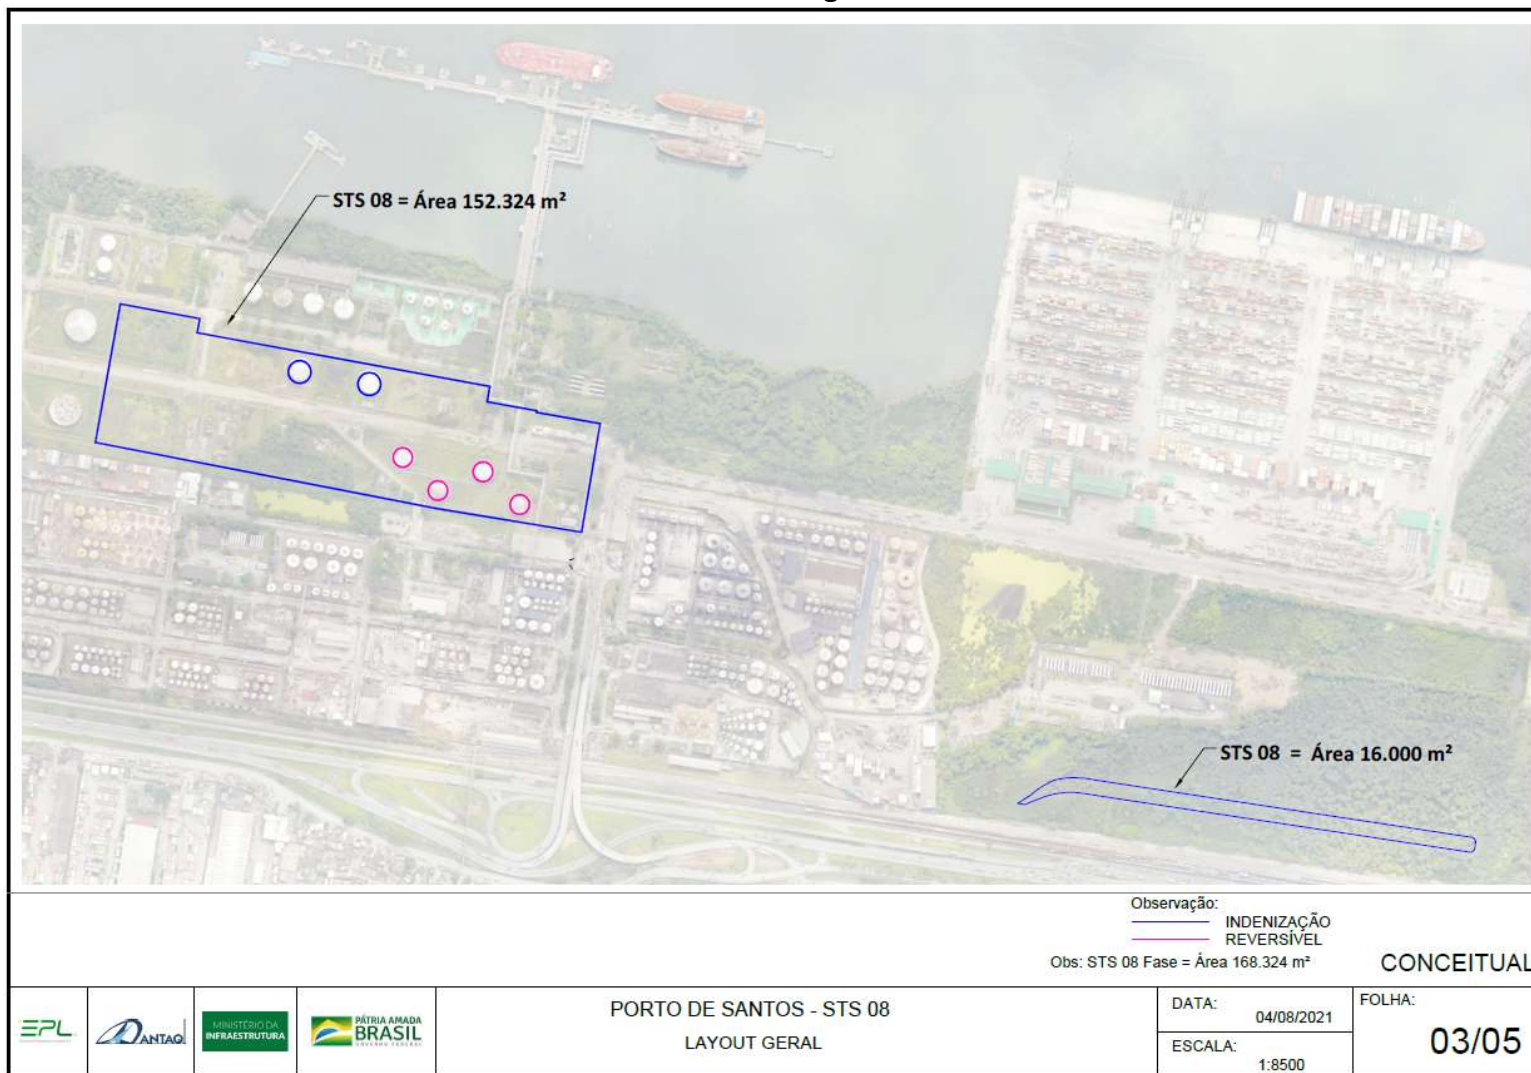 STS 08 = Área 152.324 m²
STS 08 = Área 16.000 m²
Observação:
INDENIZAÇÃO
REVERSÍVEL
Obs: STS 08 Fase = Área 168.324 m²
CONCEITUAL
EPL
ANTAQ
MINISTÉRIO DA
INFRAESTRUTURA
PÁTRIA AMADA
BRASIL
GOVERNO FEDERAL
PORTO DE SANTOS - STS 08
LAYOUT GERAL
DATA:
04/08/2021
ESCALA:
1:8500
FOLHA:
03/05